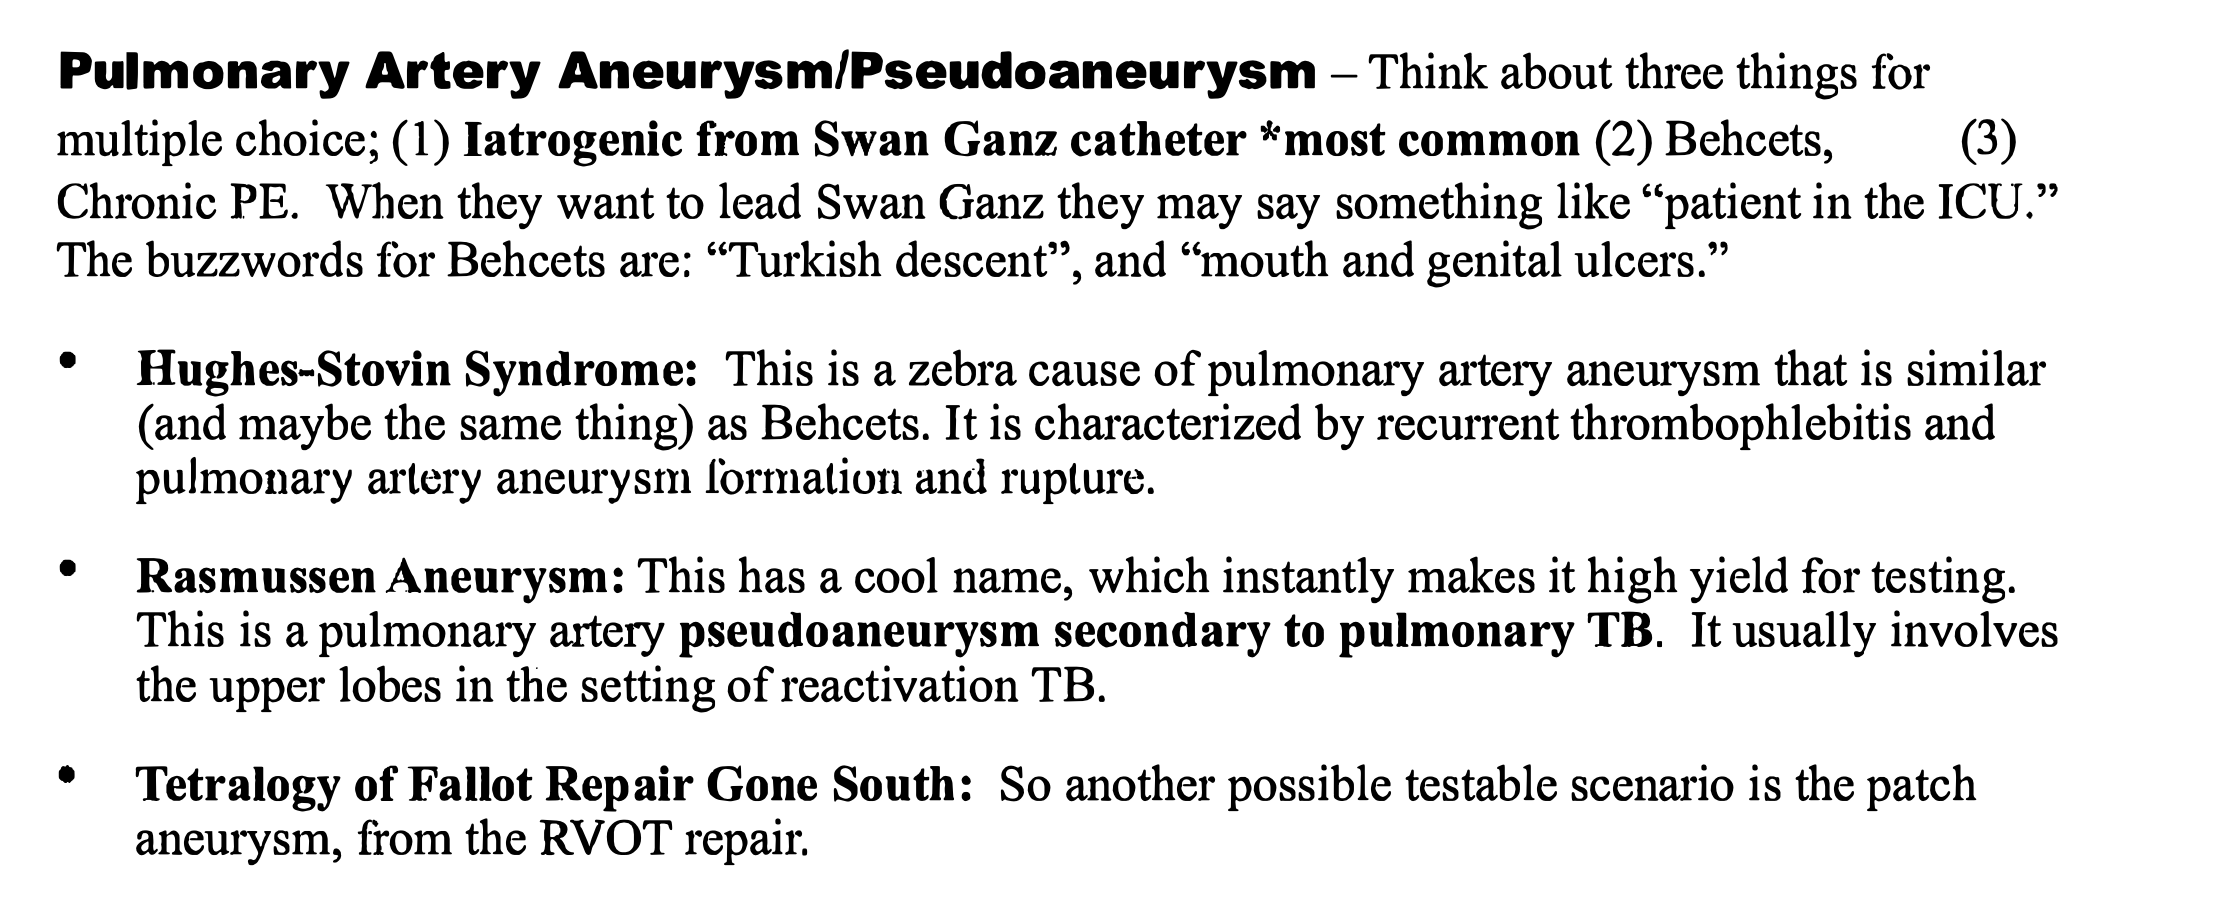 Pulmonary Artery Aneurysm/Pseudoaneurysm – Think about three things for
multiple choice; (1) Iatrogenic from Swan Ganz catheter *most common (2) Behcets, (3)
Chronic PE. When they want to lead Swan Ganz they may say something like “patient in the ICU.”
The buzzwords for Behcets are: “Turkish descent”, and “mouth and genital ulcers.”
• Hughes-Stovin Syndrome: This is a zebra cause of pulmonary artery aneurysm that is similar
(and maybe the same thing) as Behcets. It is characterized by recurrent thrombophlebitis and
pulmonary artery aneurysm formation and rupture.
• Rasmussen Aneurysm: This has a cool name, which instantly makes it high yield for testing.
This is a pulmonary artery pseudoaneurysm secondary to pulmonary TB. It usually involves
the upper lobes in the setting of reactivation TB.
• Tetralogy of Fallot Repair Gone South: So another possible testable scenario is the patch
aneurysm, from the RVOT repair.